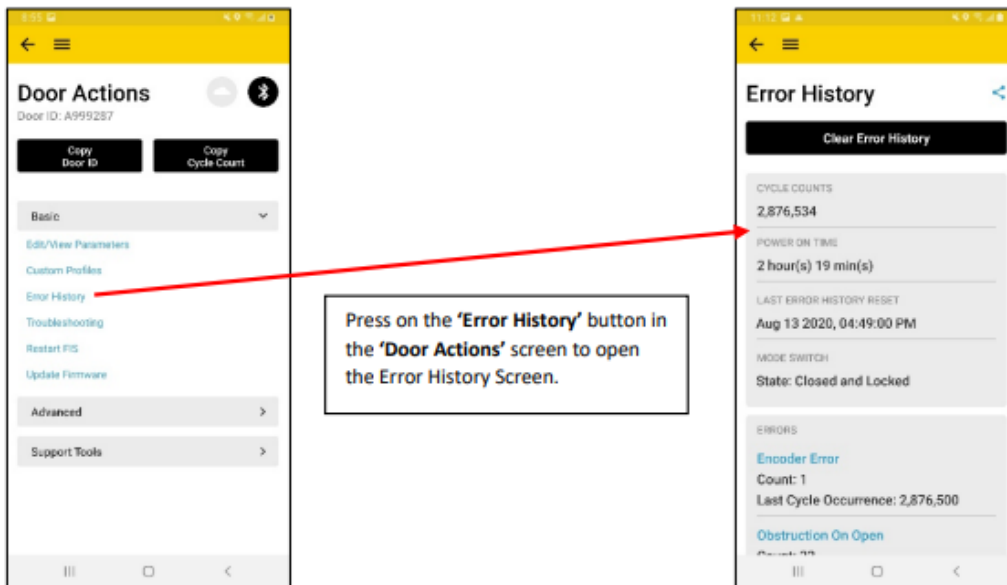 8:55
Door Actions
Door ID: A999287
Copy
Door ID
Copy
Cycle Count
Basic
Edit/View Parameters
Custom Profiles
Error History
Troubleshooting
Restart FIS
Update Firmware
Advanced
Support Tools
Press on the ‘Error History’ button in
the ‘Door Actions’ screen to open
the Error History Screen.
11:12
Error History
Clear Error History
CYCLE COUNTS
2,876,534
POWER ON TIME
2 hour(s) 19 min(s)
LAST ERROR HISTORY RESET
Aug 13 2020, 04:49:00 PM
MODE SWITCH
State: Closed and Locked
ERRORS
Encoder Error
Count: 1
Last Cycle Occurrence: 2,876,500
Obstruction On Open